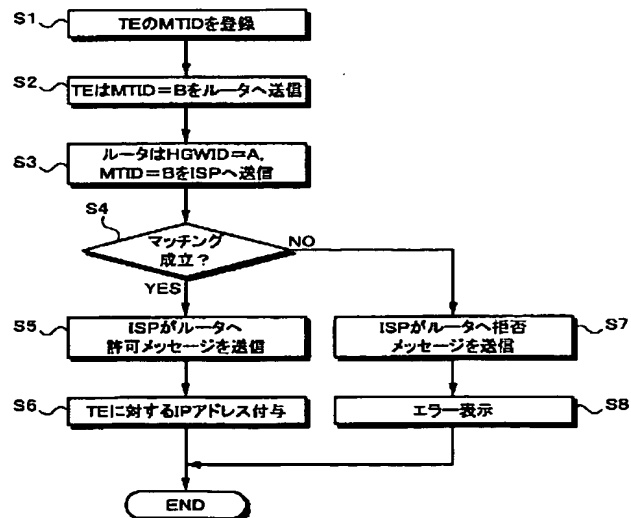 S1
TEのMTIDを登録
S2
TEはMTID=Bをルータへ送信
S3
ルータはHGWID=A,
MTID=BをISPへ送信
S4
マッチング
成立?
NO
YES
S5
ISPがルータへ
許可メッセージを送信
ISPがルータへ拒否
メッセージを送信
S7
S6
TEに対するIPアドレス付与
エラー表示
S8
END